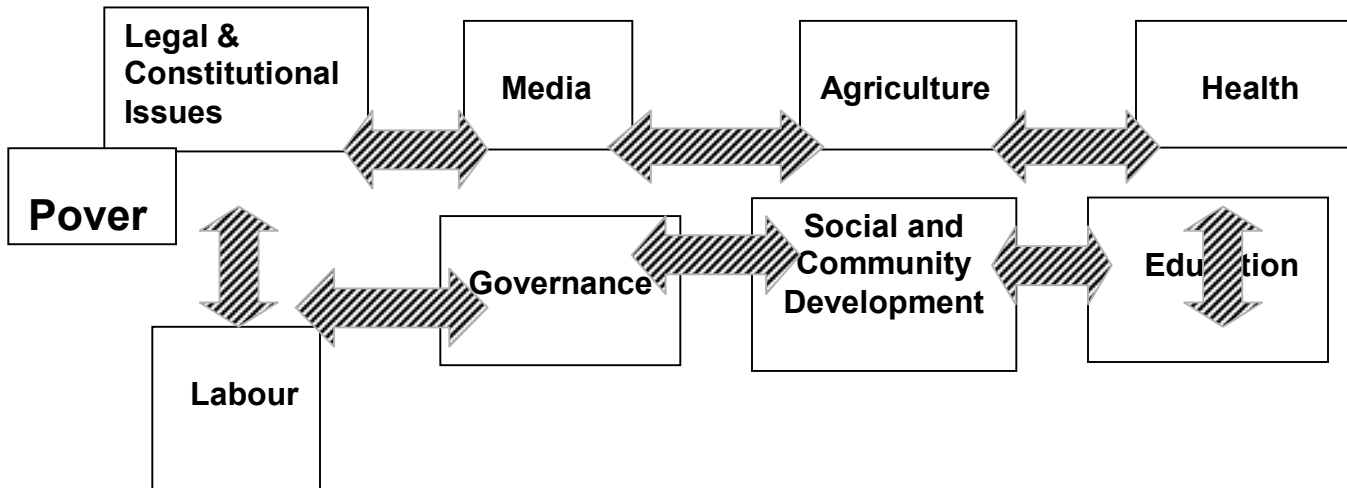 Legal &
Constitutional
Issues
Media
Agriculture
Health
Pover
Governance
Social and
Community
Development
Labour